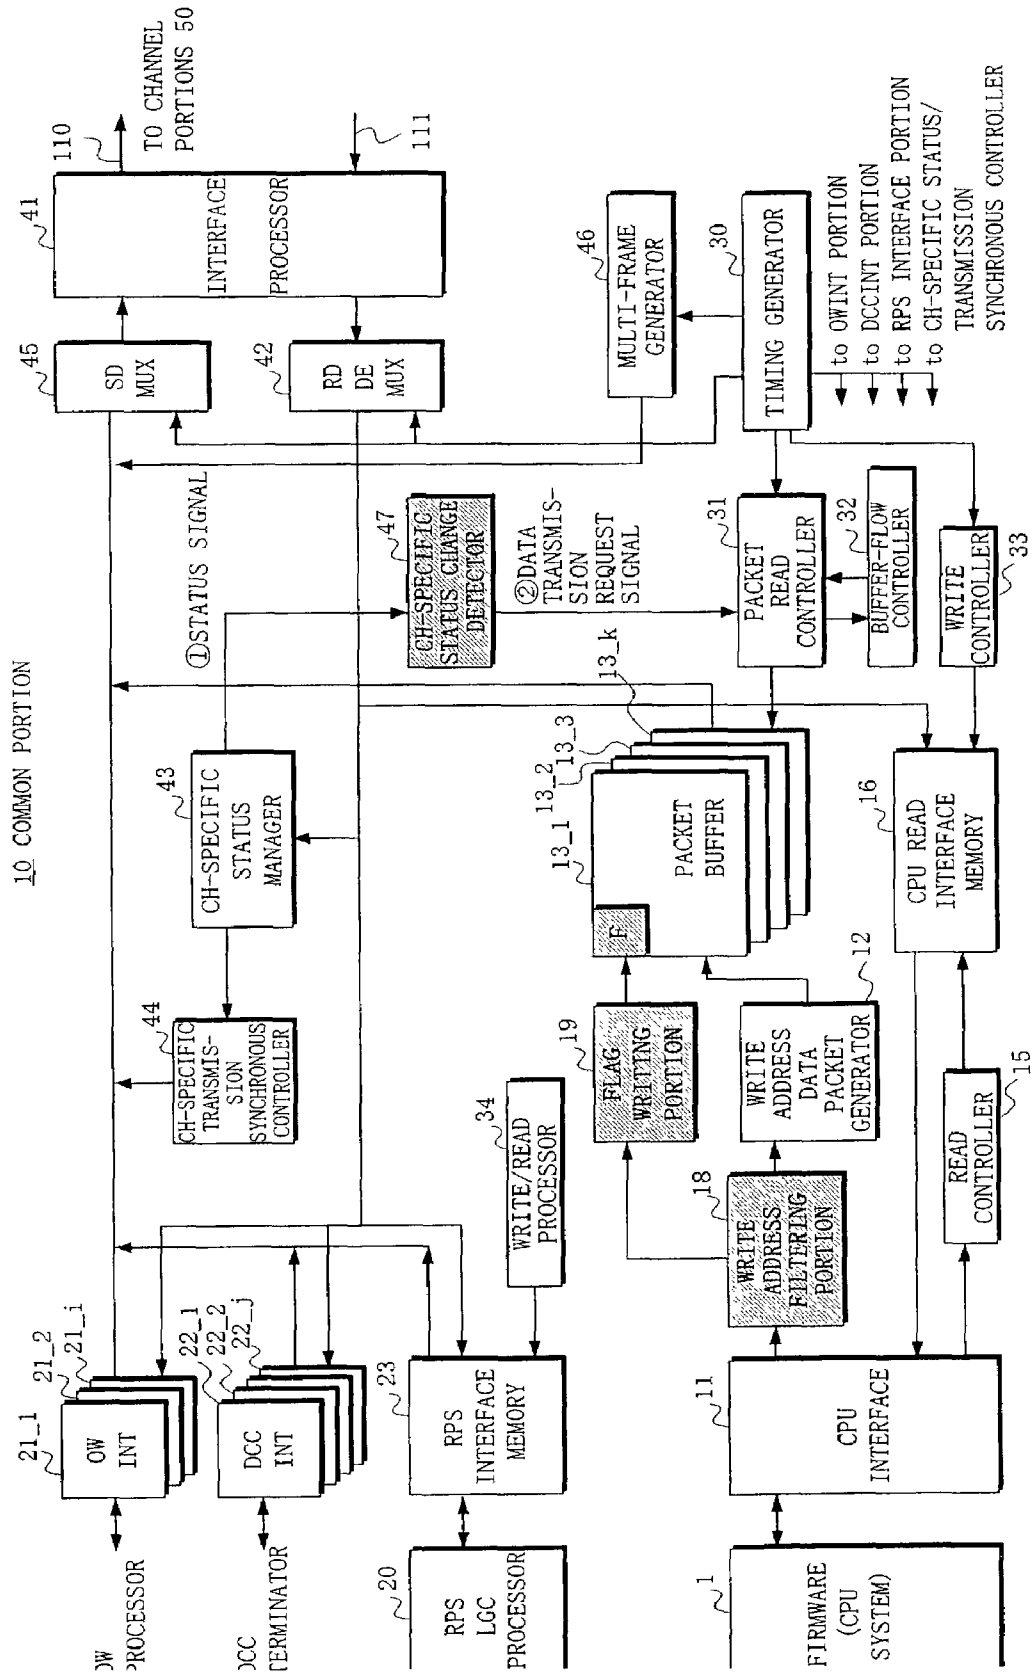 10 COMMON PORTION
OW
PROCESSOR
21_1
21_2
21_i
OW
INT
DCC
TERMINATOR
22_1
22_2
22_j
DCC
INT
20
RPS
LGC
PROCESSOR
23
RPS
INTERFACE
MEMORY
34
WRITE/READ
PROCESSOR
1
FIRMWARE
(CPU
SYSTEM)
11
CPU
INTERFACE
18
WRITE
ADDRESS
FILTERING
PORTION
19
FLAG
WRITING
PORTION
12
WRITE
ADDRESS
DATA
PACKET
GENERATOR
15
READ
CONTROLLER
16
CPU READ
INTERFACE
MEMORY
13_1
13_2
13_3
13_k
F
PACKET
BUFFER
44
CH-SPECIFIC
TRANSMIS-
SION
SYNCHRONOUS
CONTROLLER
43
CH-SPECIFIC
STATUS
MANAGER
①STATUS SIGNAL
47
CH-SPECIFIC
STATUS CHANGE
DETECTOR
②DATA
TRANSMIS-
SION
REQUEST
SIGNAL
31
PACKET
READ
CONTROLLER
32
BUFFER-FLOW
CONTROLLER
33
WRITE
CONTROLLER
45
SD
MUX
42
RD
DE
MUX
41
INTERFACE
PROCESSOR
110
TO CHANNEL
PORTIONS 50
111
46
MULTI-FRAME
GENERATOR
30
TIMING GENERATOR
to OWINT PORTION
to DCCINT PORTION
to RPS INTERFACE PORTION
to CH-SPECIFIC STATUS/
TRANSMISSION
SYNCHRONOUS CONTROLLER